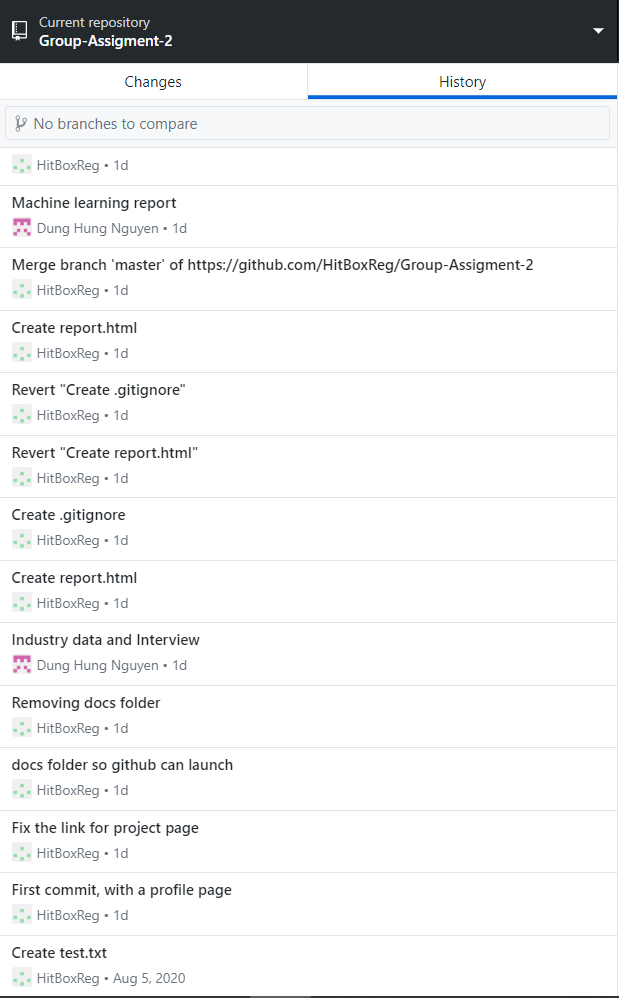 Current repository
Group-Assigment-2
Changes
History
No branches to compare
HitBoxReg • 1d
Machine learning report
Dung Hung Nguyen • 1d
Merge branch 'master' of https://github.com/HitBoxReg/Group-Assigment-2
HitBoxReg • 1d
Create report.html
HitBoxReg • 1d
Revert "Create .gitignore"
HitBoxReg • 1d
Revert "Create report.html"
HitBoxReg • 1d
Create .gitignore
HitBoxReg • 1d
Create report.html
HitBoxReg • 1d
Industry data and Interview
Dung Hung Nguyen • 1d
Removing docs folder
HitBoxReg • 1d
docs folder so github can launch
HitBoxReg • 1d
Fix the link for project page
HitBoxReg • 1d
First commit, with a profile page
HitBoxReg • 1d
Create test.txt
HitBoxReg • Aug 5, 2020